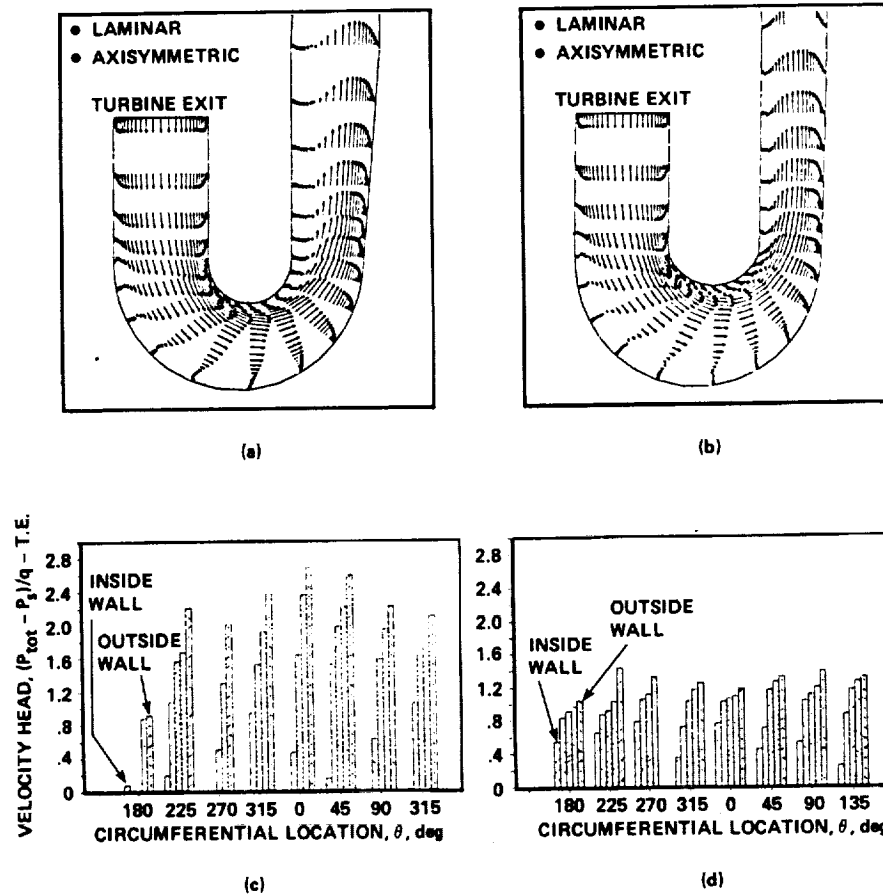 • LAMINAR
• AXISYMMETRIC
TURBINE EXIT
(a)
• LAMINAR
• AXISYMMETRIC
TURBINE EXIT
(b)
VELOCITY HEAD, (Ptot – Ps)/q – T.E.
2.8
2.4
2.0
1.6
1.2
.8
.4
0
INSIDE
WALL
OUTSIDE
WALL
180 225 270 315 0 45 90 315
CIRCUMFERENTIAL LOCATION, θ, deg
(c)
2.8
2.4
2.0
1.6
1.2
.8
.4
0
INSIDE
WALL
OUTSIDE
WALL
180 225 270 315 0 45 90 135
CIRCUMFERENTIAL LOCATION, θ, deg
(d)